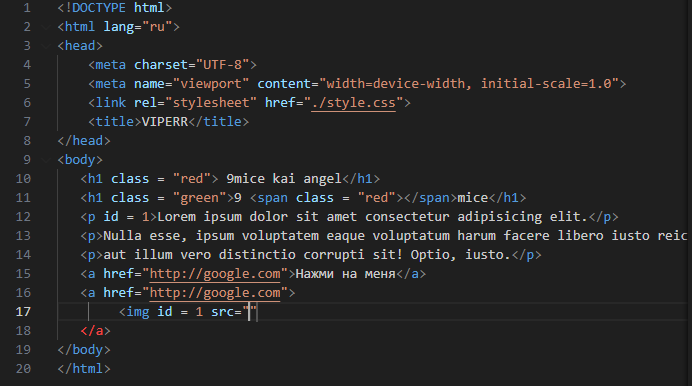 1 <!DOCTYPE html>
2 <html lang="ru">
3 <head>
4 <meta charset="UTF-8">
5 <meta name="viewport" content="width=device-width, initial-scale=1.0">
6 <link rel="stylesheet" href="./style.css">
7 <title>VIPERR</title>
8 </head>
9 <body>
10 <h1 class = "red"> 9mice kai angel</h1>
11 <h1 class = "green">9 <span class = "red"></span>mice</h1>
12 <p id = 1>Lorem ipsum dolor sit amet consectetur adipisicing elit.</p>
13 <p>Nulla esse, ipsum voluptatem eaque voluptatum harum facere libero iusto reic
14 <p>aut illum vero distinctio corrupti sit! Optio, iusto.</p>
15 <a href="http://google.com">Нажми на меня</a>
16 <a href="http://google.com">
17 <img id = 1 src=""
18 </a>
19 </body>
20 </html>